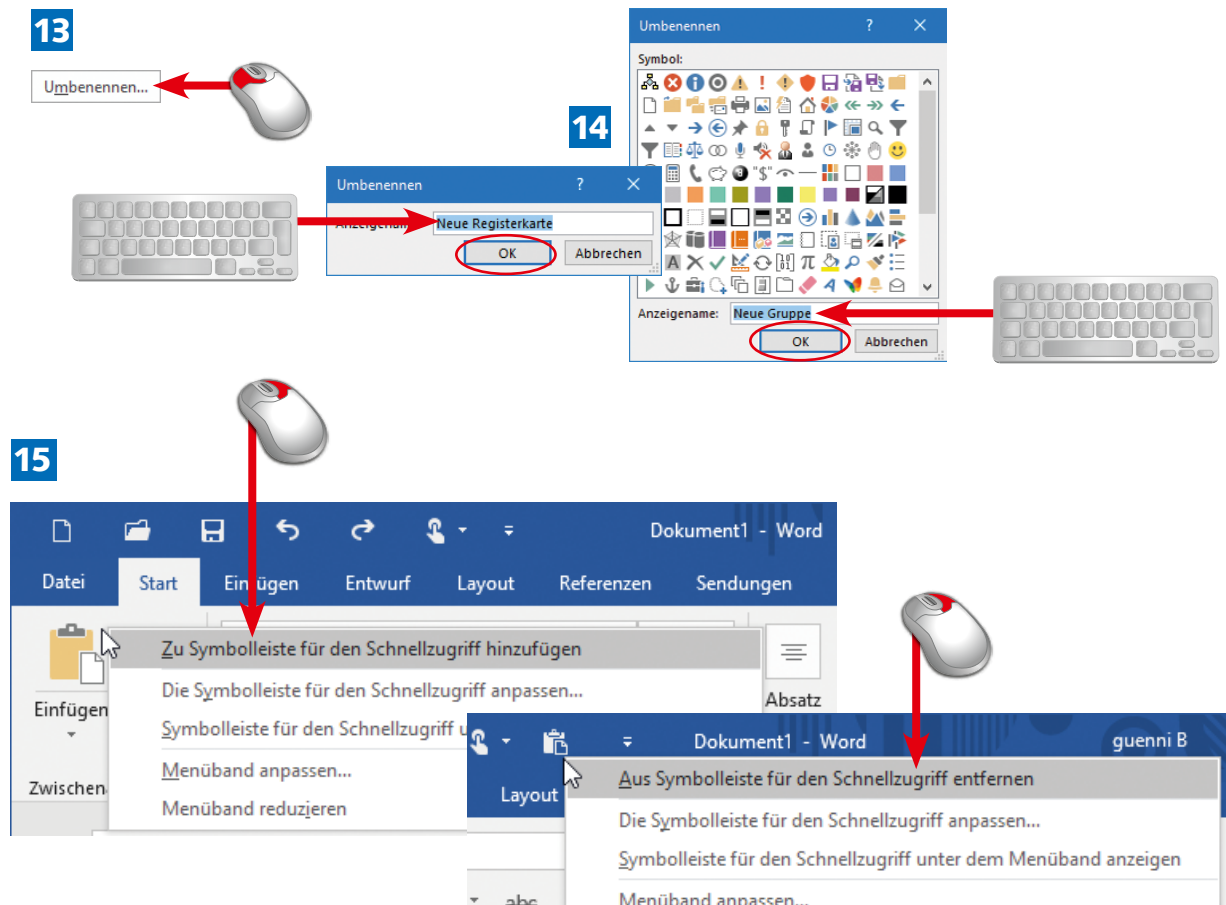 13
Umbenennen...
14
Umbenennen ? ×
Symbol:
"$"
Anzeigename: Neue Gruppe
OK Abbrechen
Umbenennen ? ×
Neue Registerkarte
OK Abbrechen
15
Dokument1 - Word
Datei Start Einfügen Entwurf Layout Referenzen Sendungen
Einfügen
Absatz
Zu Symbolleiste für den Schnellzugriff hinzufügen
Die Symbolleiste für den Schnellzugriff anpassen...
Symbolleiste für den Schnellzugriff
Menüband anpassen...
Menüband reduzieren
Zwischen
Dokument1 - Word guenni B
Layout
Aus Symbolleiste für den Schnellzugriff entfernen
Die Symbolleiste für den Schnellzugriff anpassen...
Symbolleiste für den Schnellzugriff unter dem Menüband anzeigen
Menüband anpassen...
abc